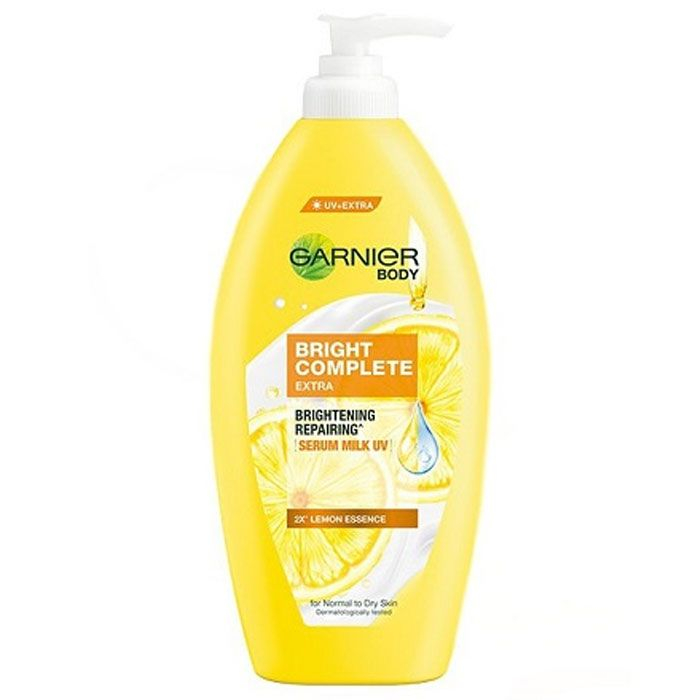 UV+EXTRA
GARNIER
BODY
BRIGHT
COMPLETE
EXTRA
BRIGHTENING
REPAIRING^
[SERUM MILK UV]
2X* LEMON ESSENCE
for Normal to Dry Skin
Dermatologically tested